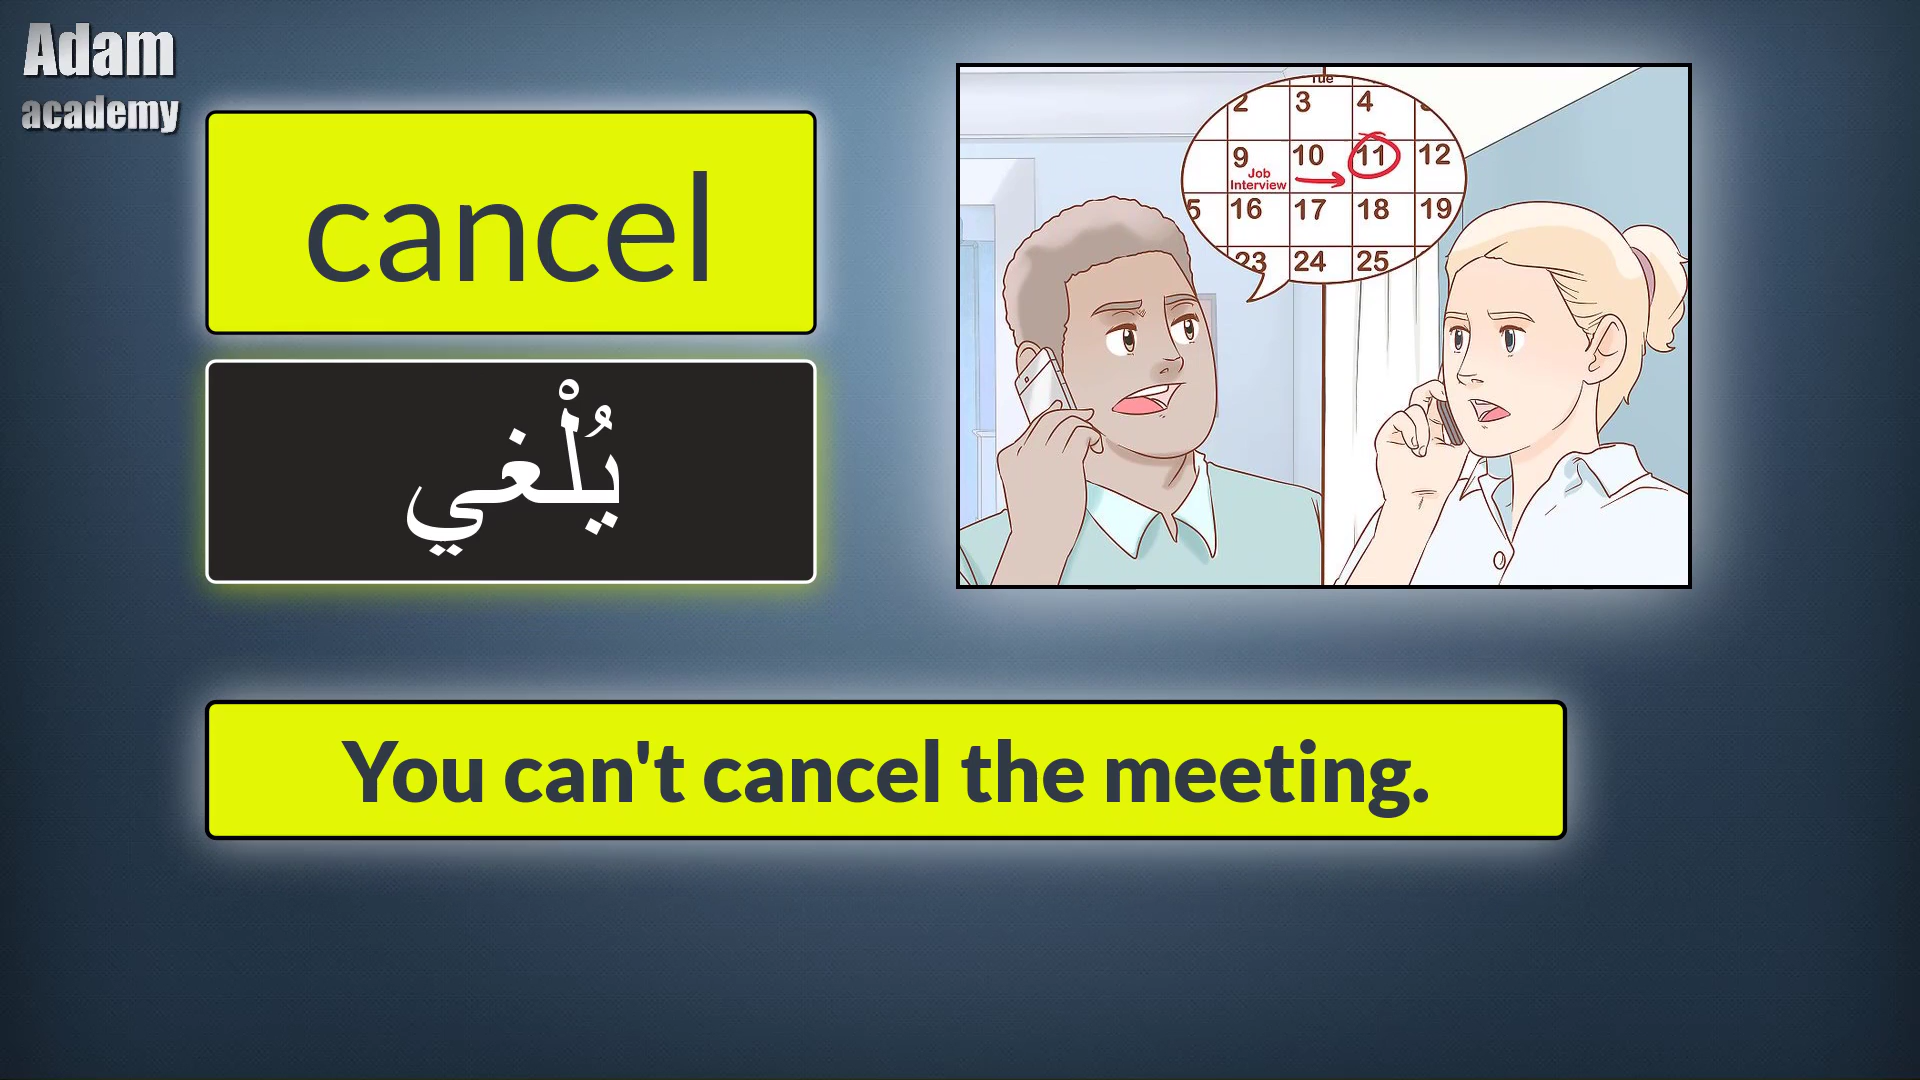 Adam
academy
cancel
يُلْغي
You can't cancel the meeting.
Tue
2 3 4
9 10 11 12
Job
Interview
5 16 17 18 19
23 24 25